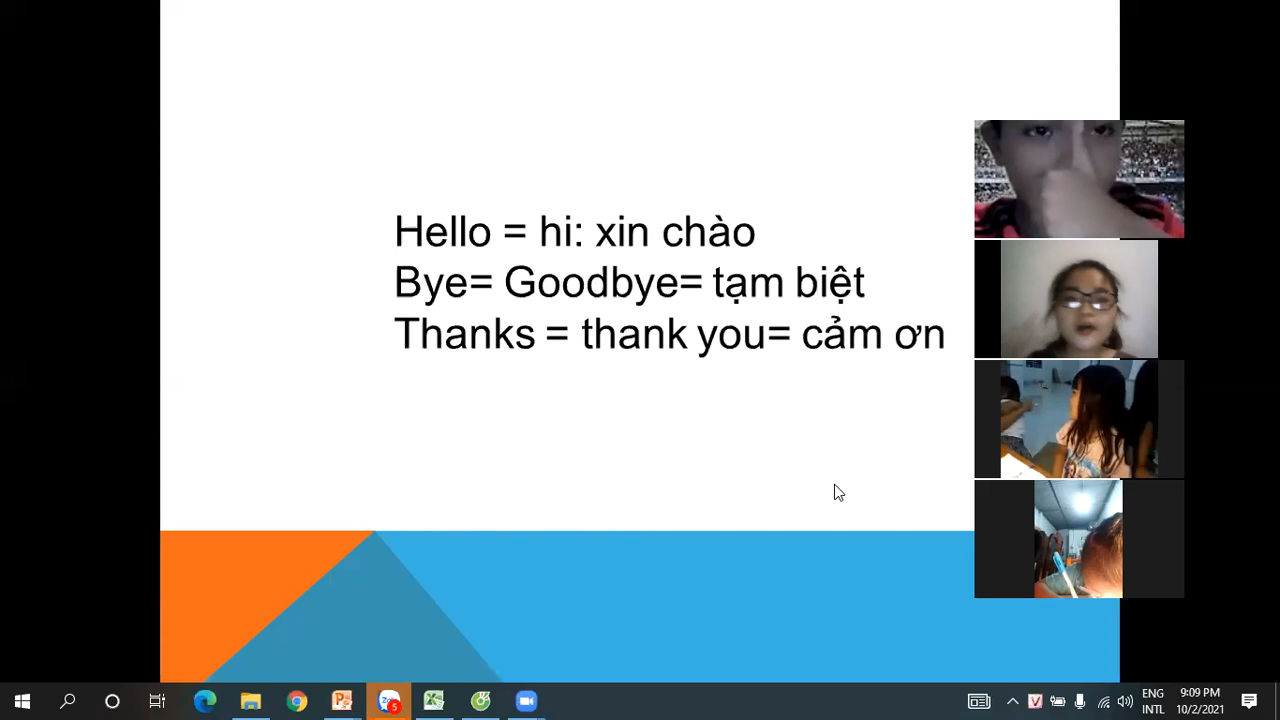 Hello = hi: xin chào
Bye= Goodbye= tạm biệt
Thanks = thank you= cảm ơn
5
V
ENG
INTL
9:09 PM
10/2/2021